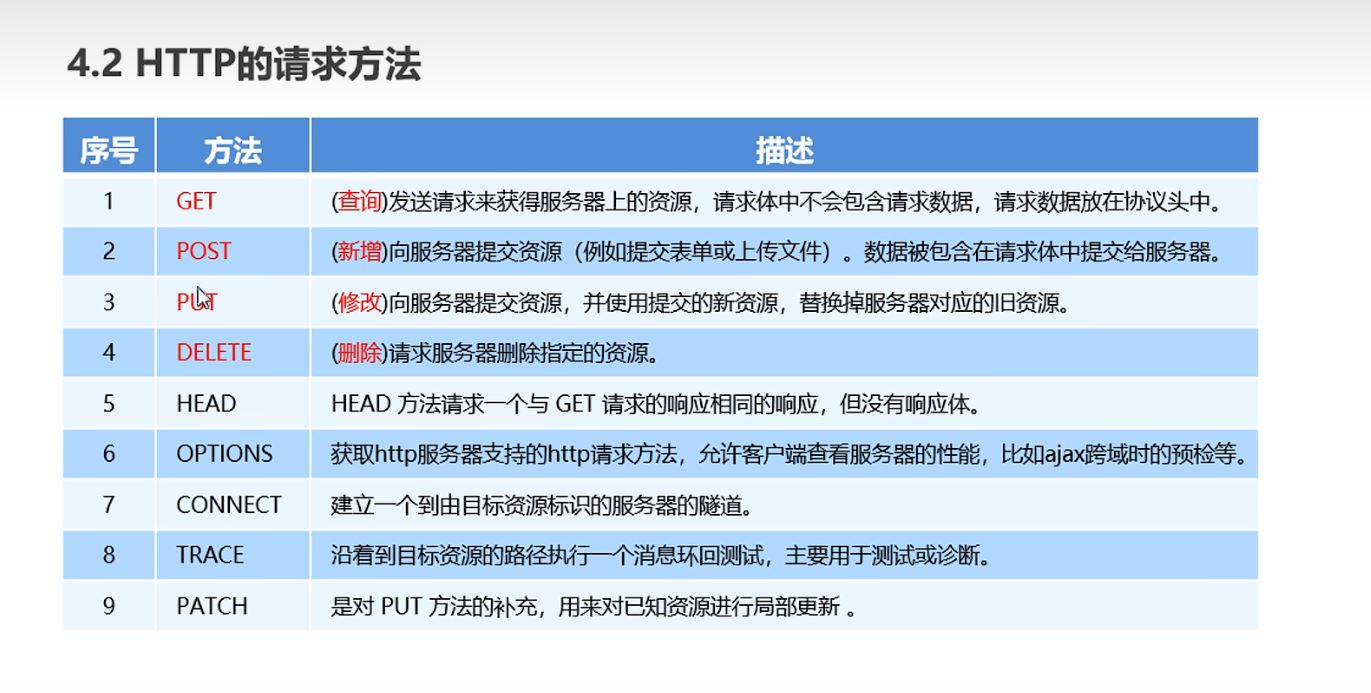 4.2 HTTP的请求方法
序号 方法 描述
1 GET (查询)发送请求来获得服务器上的资源，请求体中不会包含请求数据，请求数据放在协议头中。
2 POST (新增)向服务器提交资源（例如提交表单或上传文件）。数据被包含在请求体中提交给服务器。
3 PUT (修改)向服务器提交资源，并使用提交的新资源，替换掉服务器对应的旧资源。
4 DELETE (删除)请求服务器删除指定的资源。
5 HEAD HEAD 方法请求一个与 GET 请求的响应相同的响应，但没有响应体。
6 OPTIONS 获取http服务器支持的http请求方法，允许客户端查看服务器的性能，比如ajax跨域时的预检等。
7 CONNECT 建立一个到由目标资源标识的服务器的隧道。
8 TRACE 沿着到目标资源的路径执行一个消息环回测试，主要用于测试或诊断。
9 PATCH 是对 PUT 方法的补充，用来对已知资源进行局部更新 。